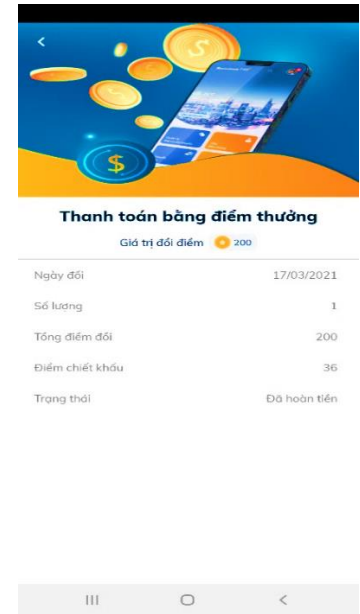 Thanh toán bằng điểm thưởng
Giá trị đổi điểm 200
Ngày đổi 17/03/2021
Số lượng 1
Tổng điểm đổi 200
Điểm chiết khấu 36
Trạng thái Đã hoàn tiền